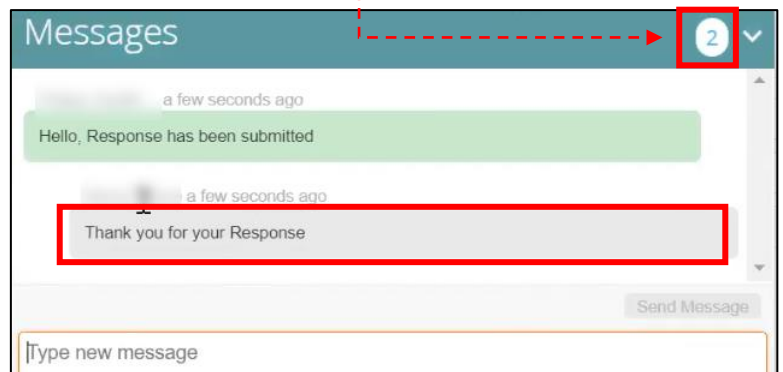 Messages
2
a few seconds ago
Hello, Response has been submitted
a few seconds ago
Thank you for your Response
Send Message
Type new message